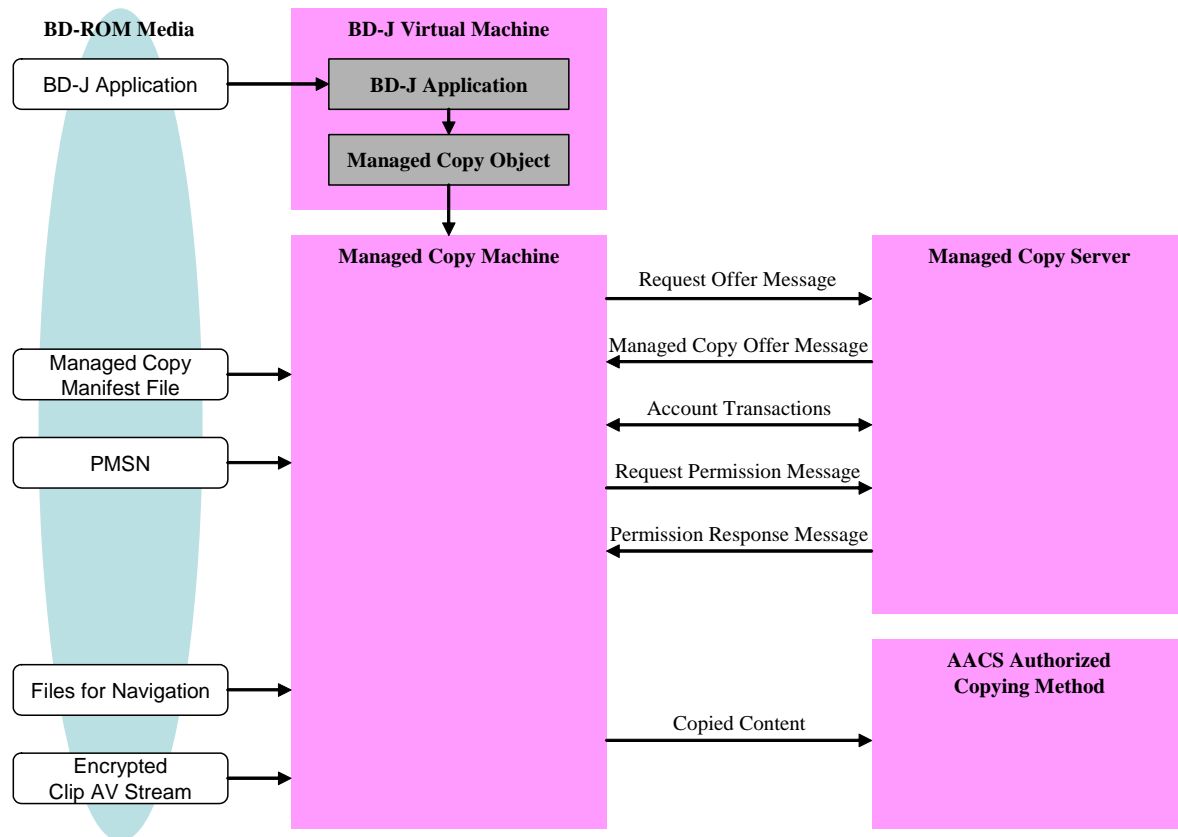 BD-ROM Media
BD-J Virtual Machine
BD-J Application
BD-J Application
Managed Copy Object
Managed Copy Machine
Managed Copy Server
Request Offer Message
Managed Copy
Manifest File
Managed Copy Offer Message
Account Transactions
PMSN
Request Permission Message
Permission Response Message
AACS Authorized
Copying Method
Files for Navigation
Copied Content
Encrypted
Clip AV Stream